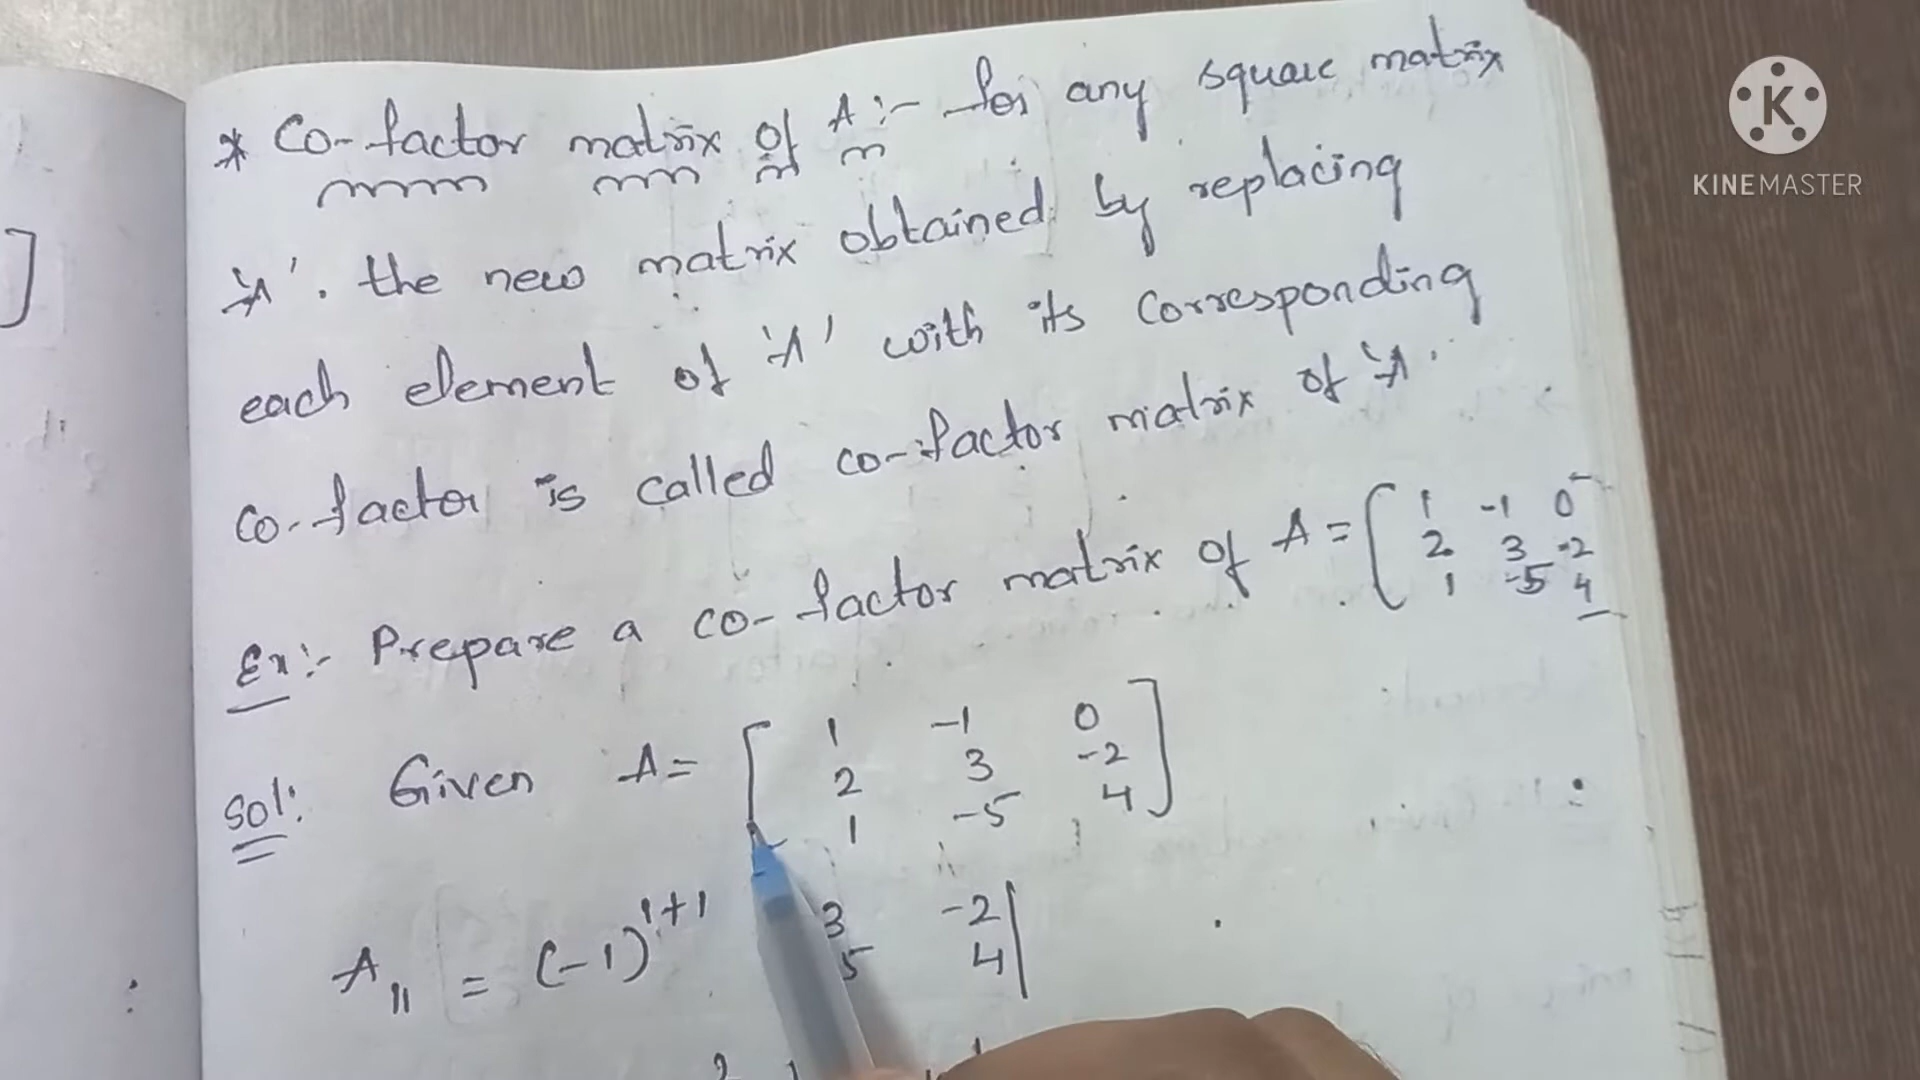 * Co-factor matrix of A :- for any square matrix
'A'. the new matrix obtained by replacing
each element of 'A' with its corresponding
co-factor is called co-factor matrix of 'A'.
Ex:- Prepare a co-factor matrix of A = [ 1 -1 0
2 3 -2
1 -5 4
Sol: Given A = [ 1 -1 0 ]
2 3 -2
1 -5 4
A11 = (-1)^1+1 3 -2 |
5 4
K
KINEMASTER
]